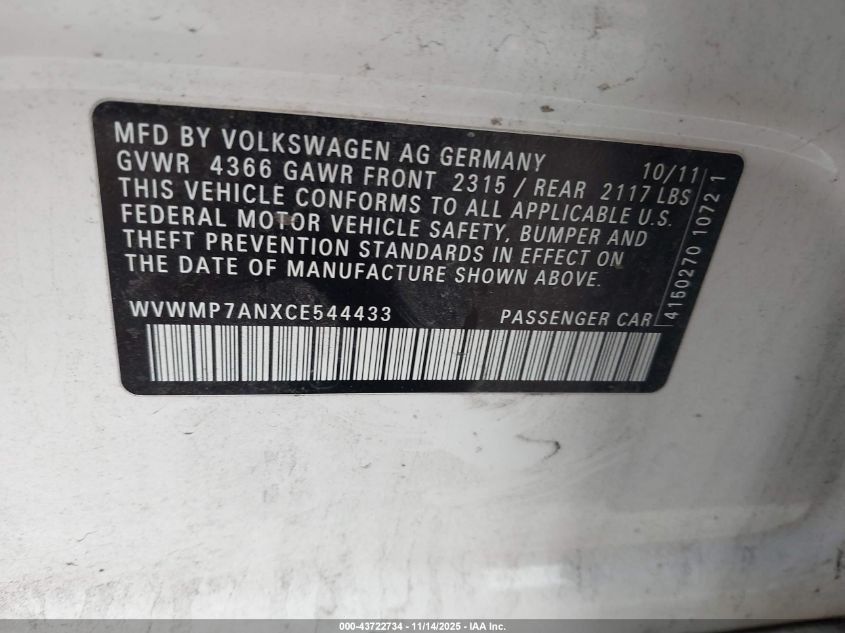 MFD BY VOLKSWAGEN AG GERMANY 10/11
GVWR 4366 GAWR FRONT 2315 / REAR 2117 LBS
THIS VEHICLE CONFORMS TO ALL APPLICABLE U.S.
FEDERAL MOTOR VEHICLE SAFETY, BUMPER AND
THEFT PREVENTION STANDARDS IN EFFECT ON
THE DATE OF MANUFACTURE SHOWN ABOVE.
WVWMP7ANXCE544433 PASSENGER CAR
4150270 1072 1
000-43722734 - 11/14/2025 - IAA Inc.